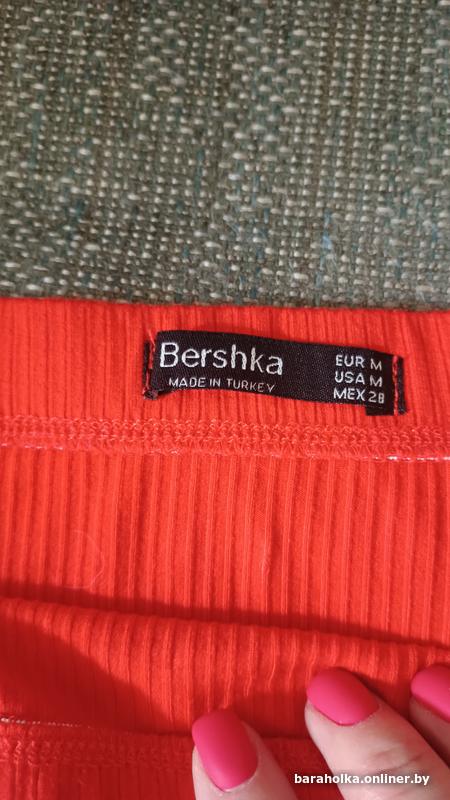 Bershka
MADE IN TURKEY
EUR M
USA M
MEX 28
baraholka.onliner.by